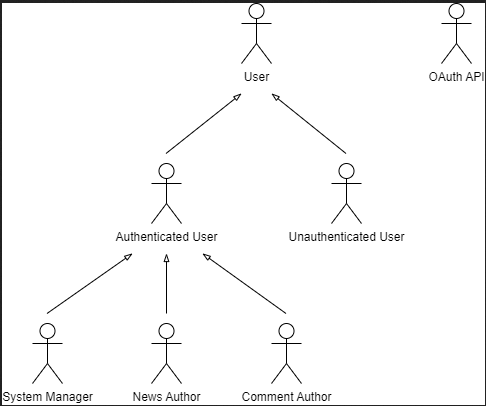 User
OAuth API
Authenticated User
Unauthenticated User
System Manager
News Author
Comment Author